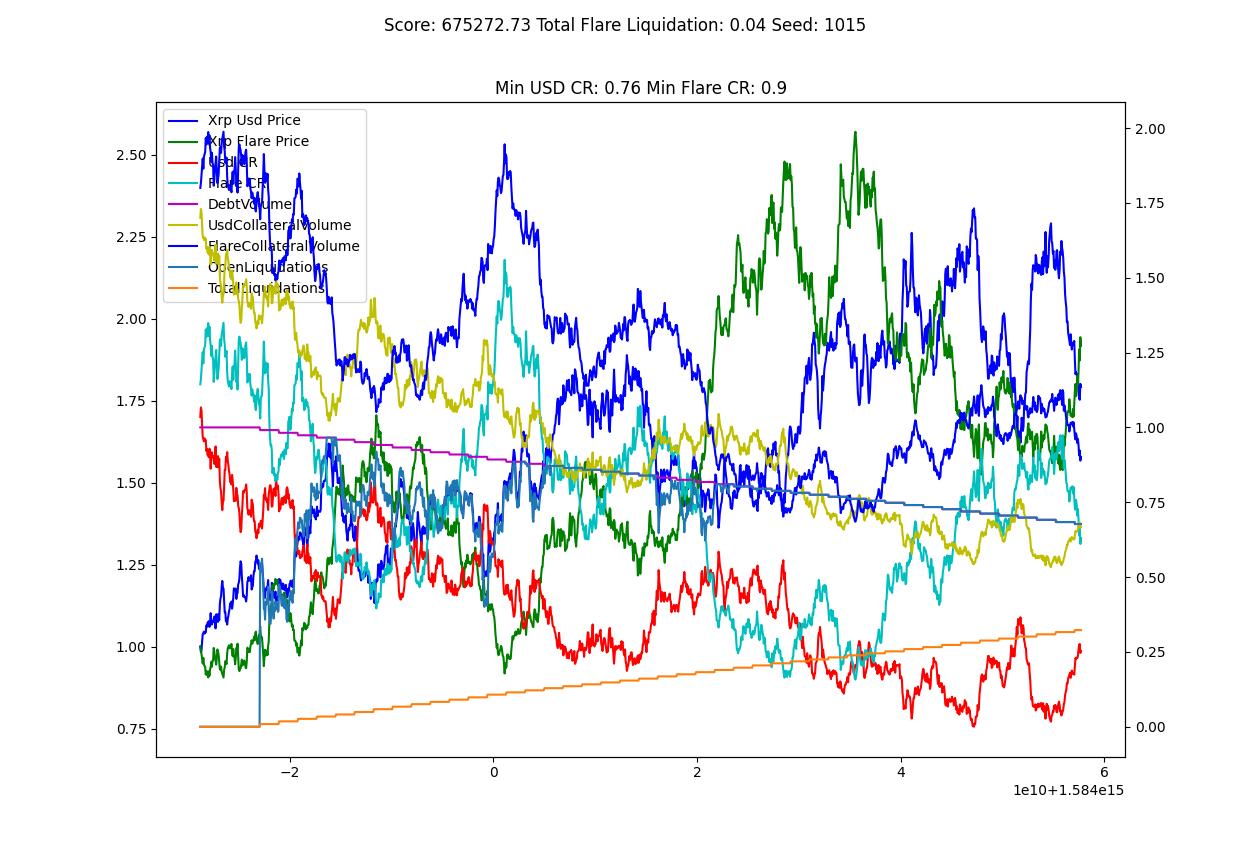 Score: 675272.73 Total Flare Liquidation: 0.04 Seed: 1015
Min USD CR: 0.76 Min Flare CR: 0.9
Xrp Usd Price
Xrp Flare Price
Usd CR
Flare CR
DebtVolume
UsdCollateralVolume
FlareCollateralVolume
OpenLiquidations
TotalLiquidations
2.50
2.25
2.00
1.75
1.50
1.25
1.00
0.75
2.00
1.75
1.50
1.25
1.00
0.75
0.50
0.25
0.00
−2 0 2 4 6
1e10+1.584e15